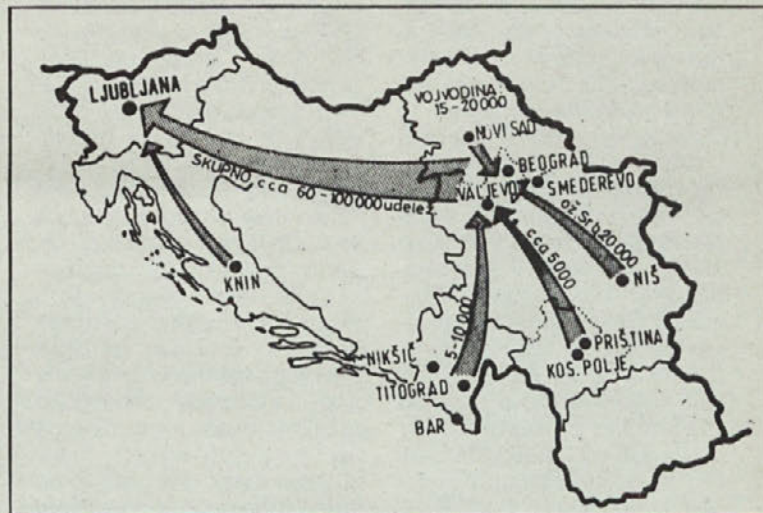 LJUBLJANA
VOJVODINA:
15-20 000
NOVI SAD
BEOGRAD
SMEDEREVO
VALJEVO
SKUPNO cca 60-100 000 udelež.
ož. Srb. 20 000
cca 5000
KNIN
NIŠ
5-10.000
NIKŠIĆ
PRIŠTINA
KOS. POLJE
TITOGRAD
BAR